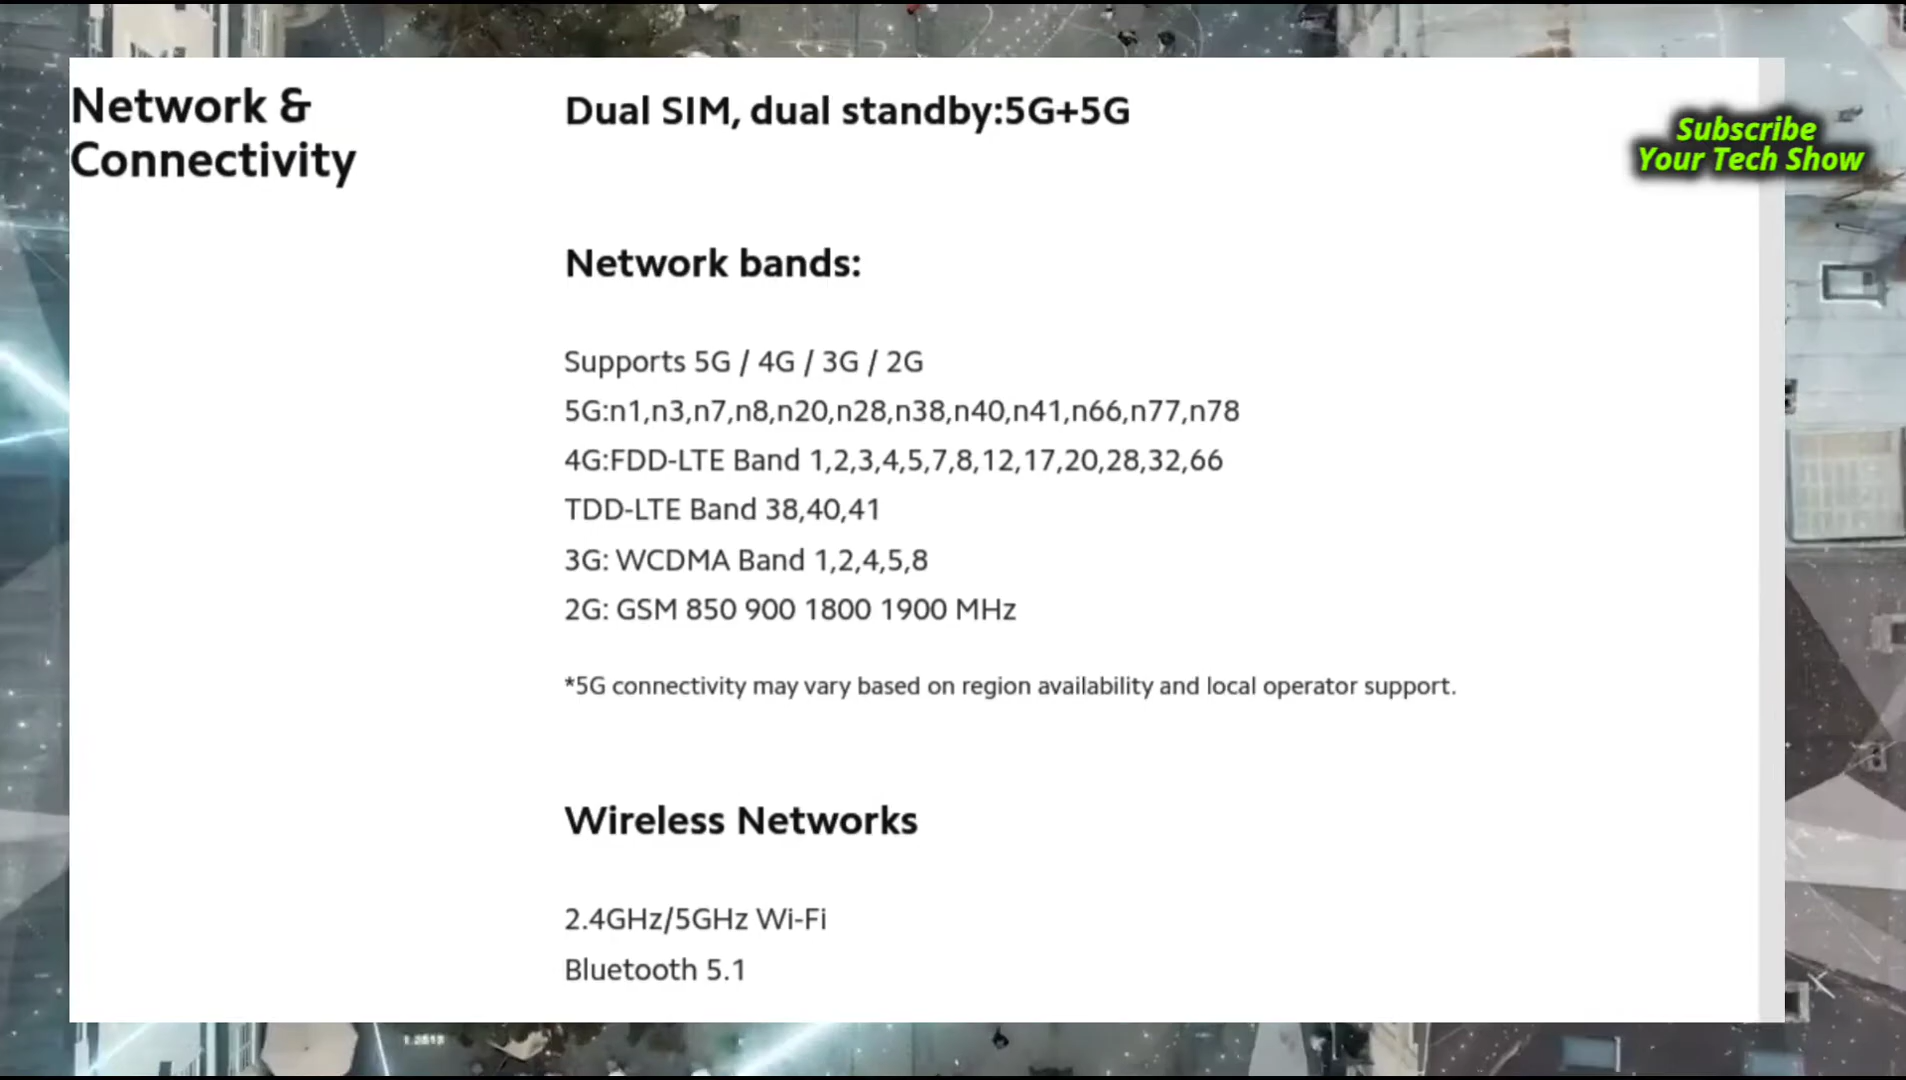 Network &
Connectivity
Dual SIM, dual standby:5G+5G
Subscribe
Your Tech Show
Network bands:
Supports 5G / 4G / 3G / 2G
5G:n1,n3,n7,n8,n20,n28,n38,n40,n41,n66,n77,n78
4G:FDD-LTE Band 1,2,3,4,5,7,8,12,17,20,28,32,66
TDD-LTE Band 38,40,41
3G: WCDMA Band 1,2,4,5,8
2G: GSM 850 900 1800 1900 MHz
*5G connectivity may vary based on region availability and local operator support.
Wireless Networks
2.4GHz/5GHz Wi-Fi
Bluetooth 5.1